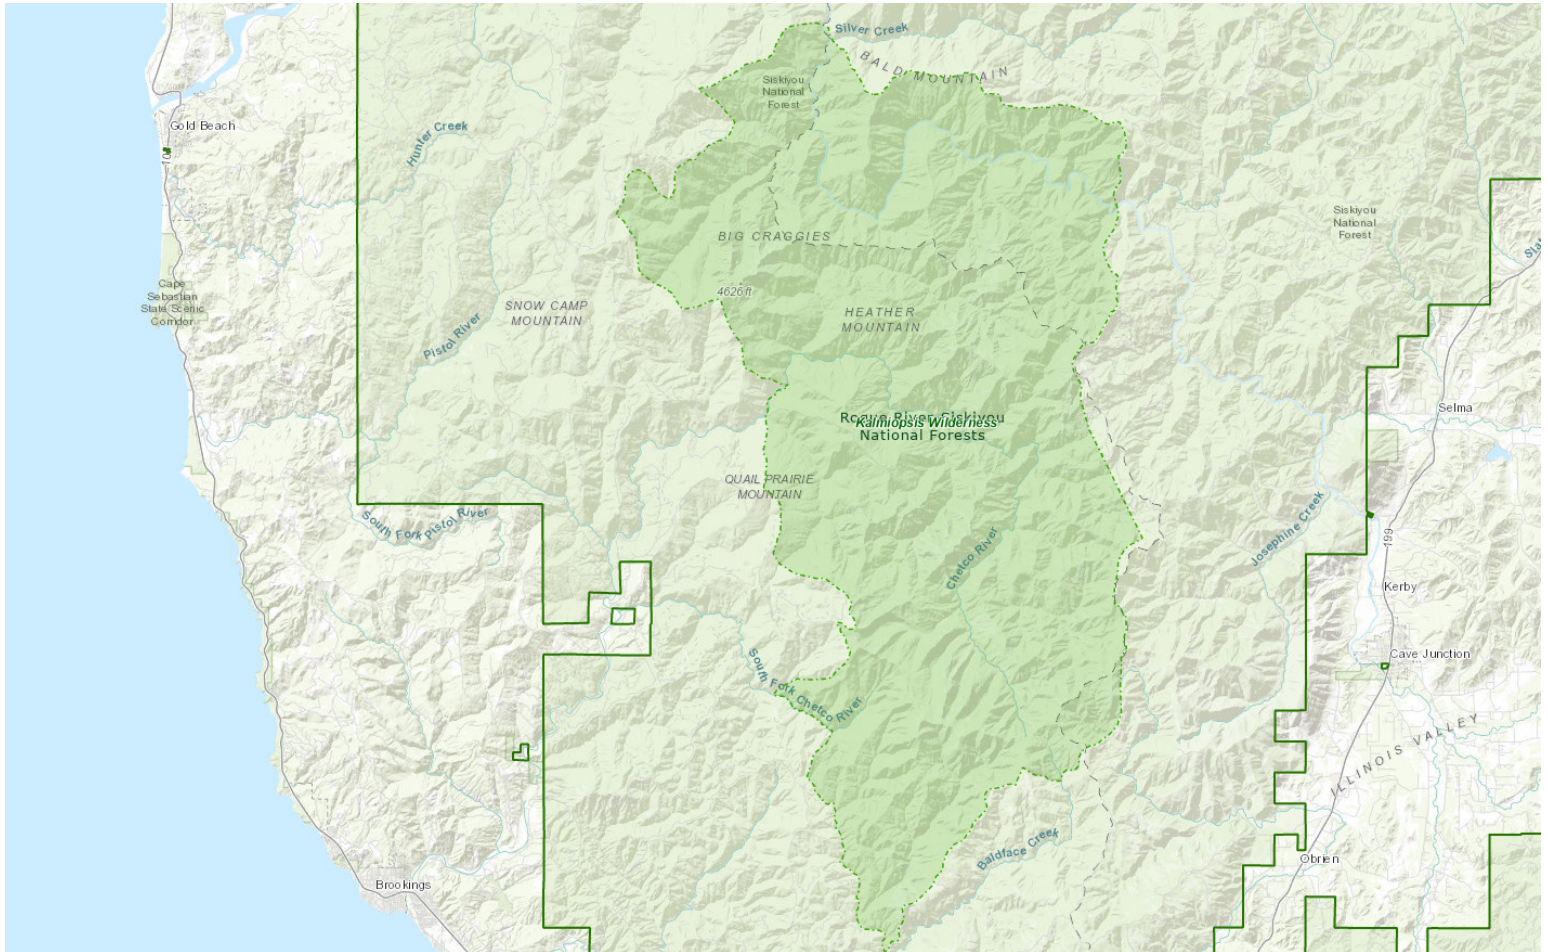 Silver Creek
BALD MOUNTAIN
Siskiyou
National
Forest
Gold Beach
Hunter Creek
Siskiyou
National
Forest
BIG CRAGGIES
Cape
Sebastian
State Scenic
Corridor
4626 ft
SNOW CAMP
MOUNTAIN
HEATHER
MOUNTAIN
Pistol River
Selma
Rogue River-Siskiyou
National Forests
Kalmiopsis Wilderness
QUAIL PRAIRIE
MOUNTAIN
South Fork Pistol River
Josephine Creek
199
Chetco River
Kerby
Cave Junction
South Fork Chetco River
ILLINOIS VALLEY
Baldface Creek
Obrien
Brookings